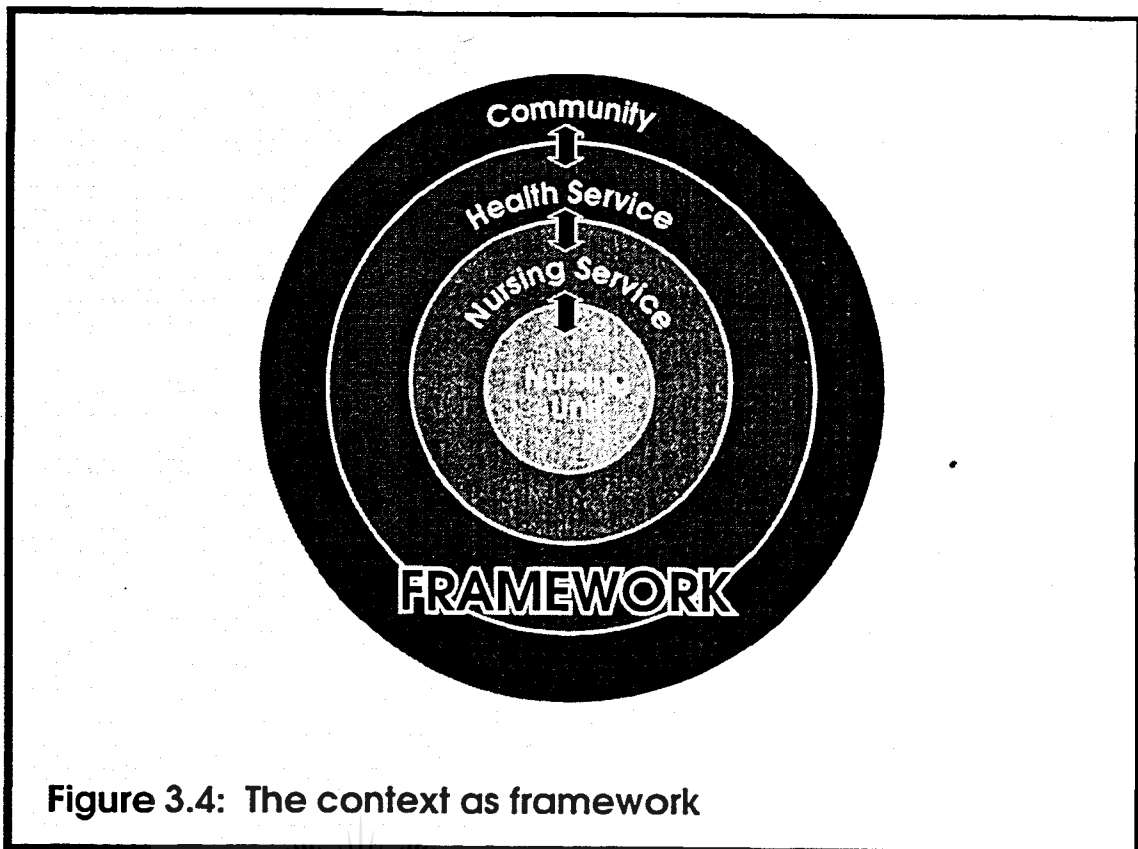 Community
Health Service
Nursing Service
Nursing
unit
FRAMEWORK
Figure 3.4: The context as framework